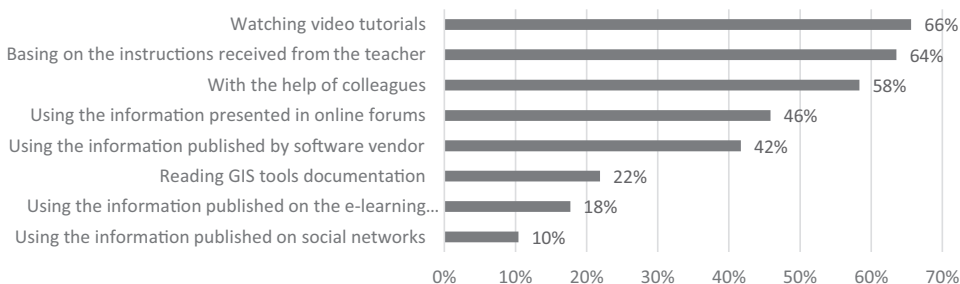 Watching video tutorials 66%
Basing on the instructions received from the teacher 64%
With the help of colleagues 58%
Using the information presented in online forums 46%
Using the information published by software vendor 42%
Reading GIS tools documentation 22%
Using the information published on the e-learning... 18%
Using the information published on social networks 10%
0% 10% 20% 30% 40% 50% 60% 70%